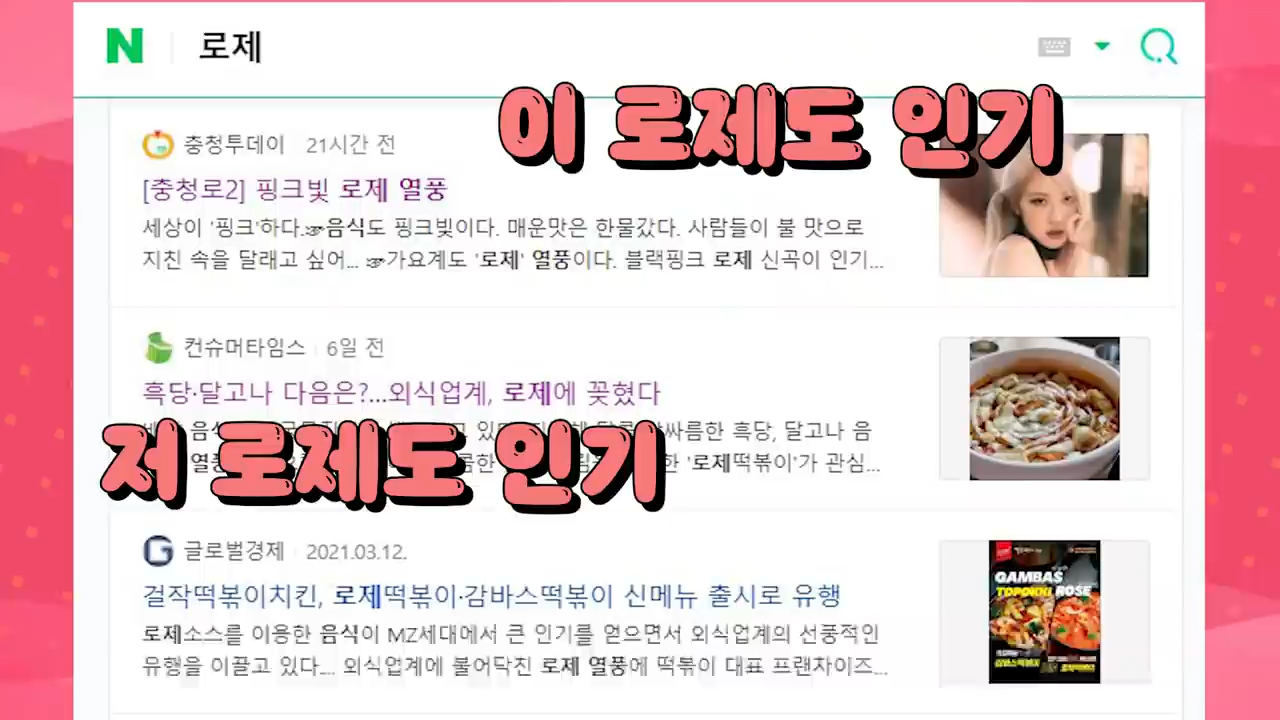 N 로제
이 로제도 인기
충청투데이 21시간 전
[충청로2] 핑크빛 로제 열풍
세상이 '핑크'하다.☞음식도 핑크빛이다. 매운맛은 한물갔다. 사람들이 불 맛으로
지친 속을 달래고 싶어... ☞가요계도 '로제' 열풍이다. 블랙핑크 로제 신곡이 인기...
컨슈머타임스 6일 전
흑당·달고나 다음은?...외식업계, 로제에 꽂혔다
음 있 싸름한 흑당, 달고나 음
저 로제도 인기
열 한 '로제떡볶이'가 관심...
글로벌경제 2021.03.12.
걸작떡볶이치킨, 로제떡볶이·감바스떡볶이 신메뉴 출시로 유행
로제소스를 이용한 음식이 MZ세대에서 큰 인기를 얻으면서 외식업계의 선풍적인
유행을 이끌고 있다.... 외식업계에 불어닥친 로제 열풍에 떡볶이 대표 프랜차이즈...
GAMBAS
TOPOKKI ROSE
감바스떡볶이